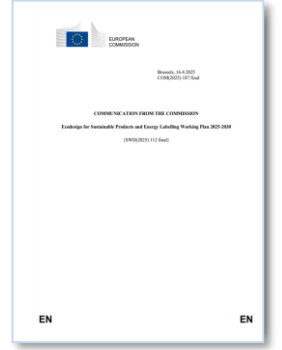 EUROPEAN
COMMISSION
Brussels, 16.4.2025
COM(2025) 187 final
COMMUNICATION FROM THE COMMISSION
Ecodesign for Sustainable Products and Energy Labelling Working Plan 2025-2030
{SWD(2025) 112 final}
EN
EN